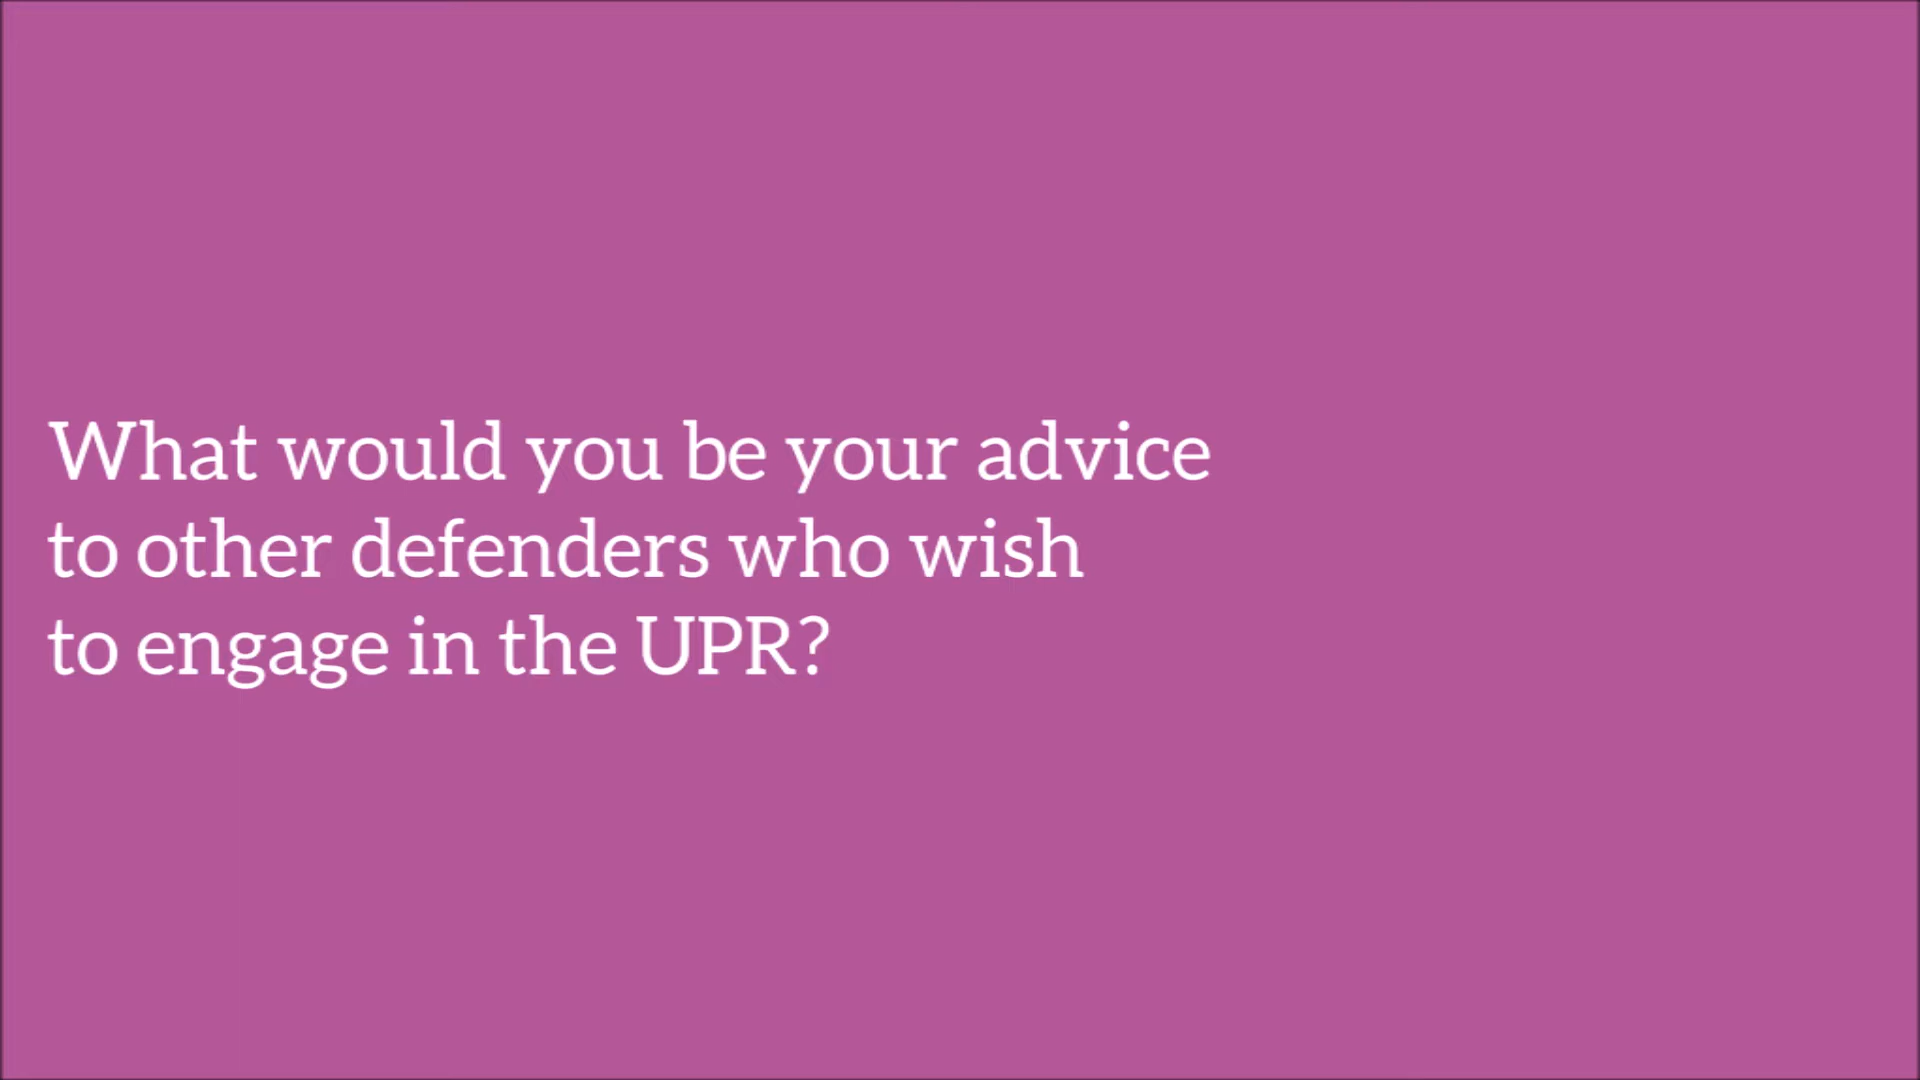 What would you be your advice
to other defenders who wish
to engage in the UPR?